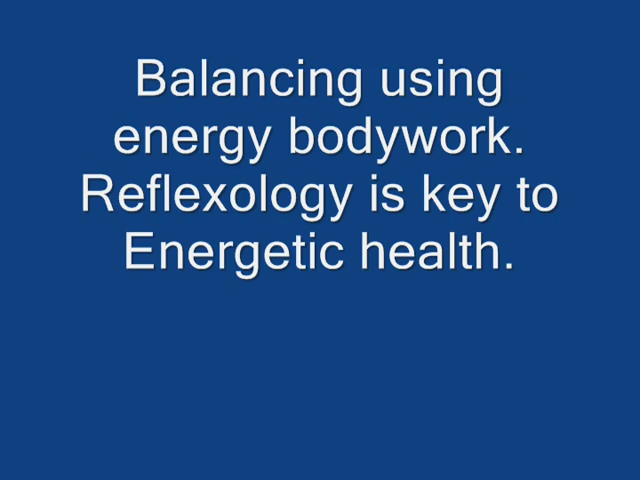 Balancing using
energy bodywork.
Reflexology is key to
Energetic health.